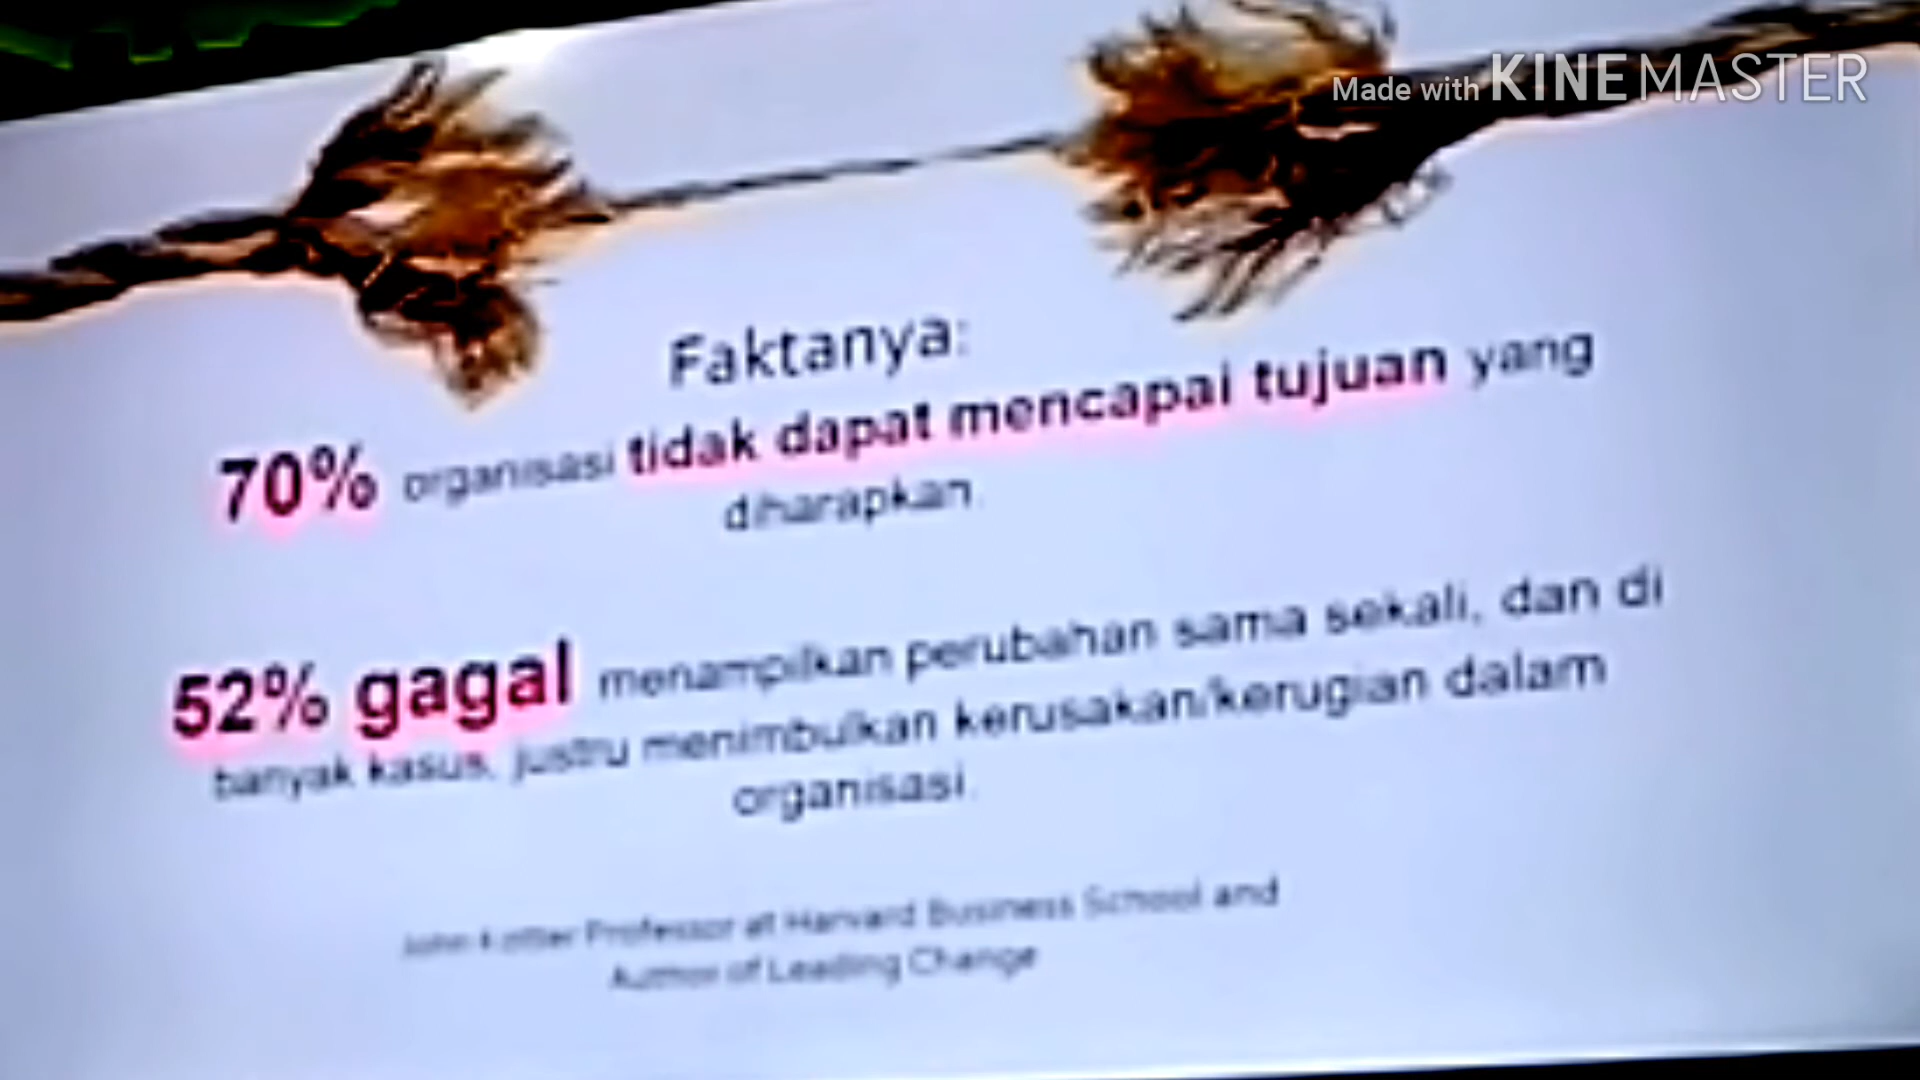 Made with KINEMASTER
Faktanya:
70% organisasi tidak dapat mencapai tujuan yang
diharapkan.
52% gagal menampilkan perubahan sama sekali, dan di
banyak kasus, justru menimbulkan kerusakan/kerugian dalam
organisasi.
John Kotter Professor at Harvard Business School and
Author of Leading Change